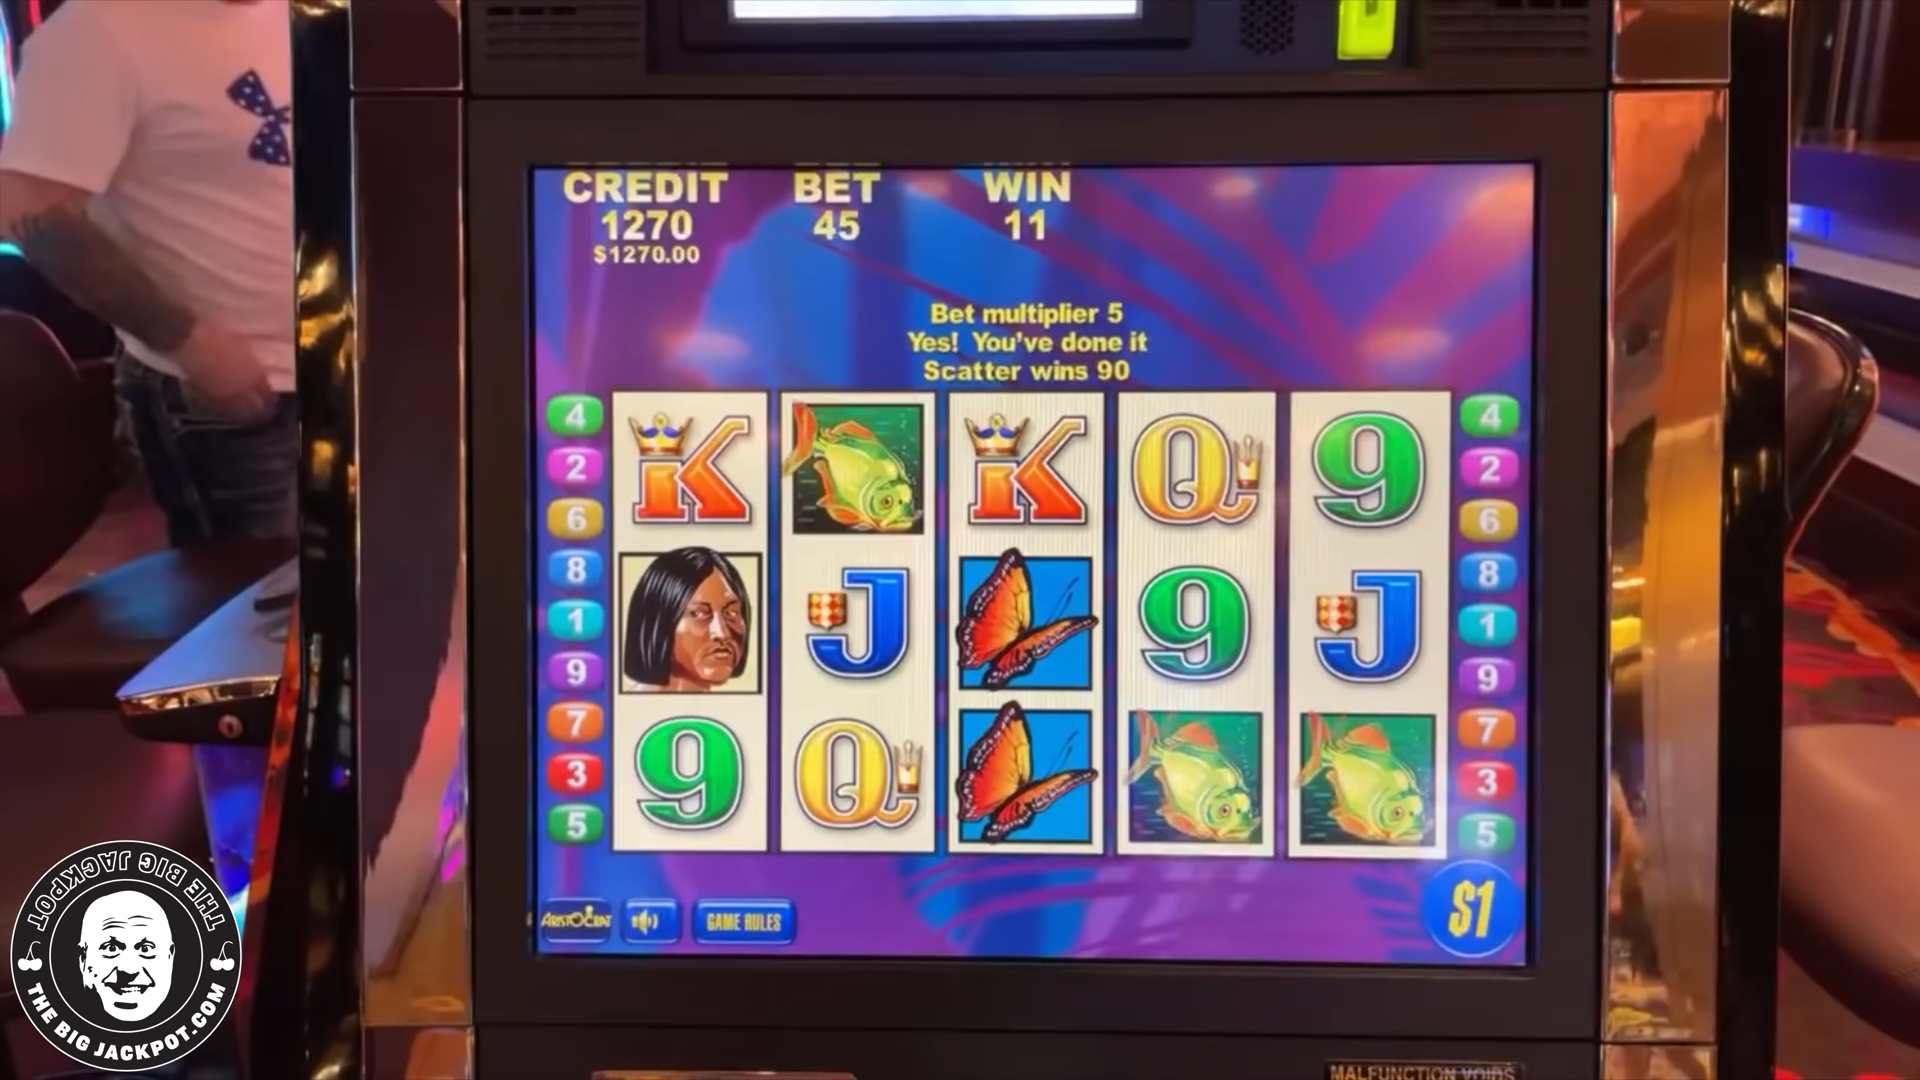 CREDIT BET WIN
1270 45 11
$1270.00
Bet multiplier 5
Yes! You've done it
Scatter wins 90
4 K K Q 9 4
2 2
6 6
8 8
1 J 9 J 1
9 9
7 7
3 9 Q 3
5 5
ARISTOCRAT GAME RULES $1
THE BIG JACKPOT
THE BIG JACKPOT.COM
MALFUNCTION VOIDS